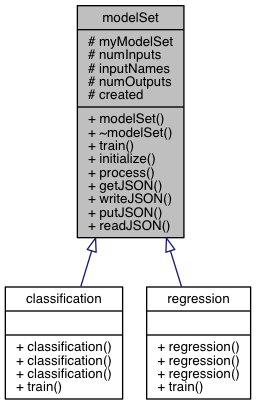 modelSet
# myModelSet
# numInputs
# inputNames
# numOutputs
# created
+ modelSet()
+ ~modelSet()
+ train()
+ initialize()
+ process()
+ getJSON()
+ writeJSON()
+ putJSON()
+ readJSON()
classification
+ classification()
+ classification()
+ classification()
+ train()
regression
+ regression()
+ regression()
+ regression()
+ train()